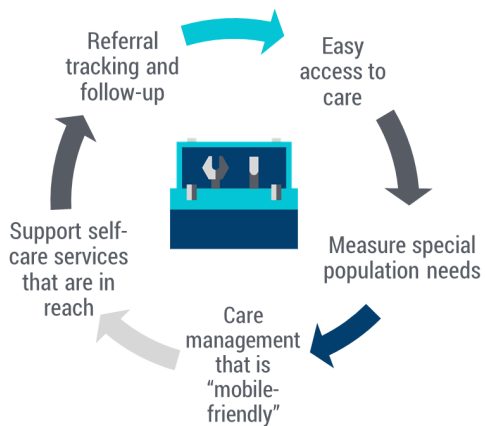 Referral
tracking and
follow-up
Easy
access to
care
Measure special
population needs
Care
management
that is
“mobile-
friendly”
Support self-
care services
that are in
reach